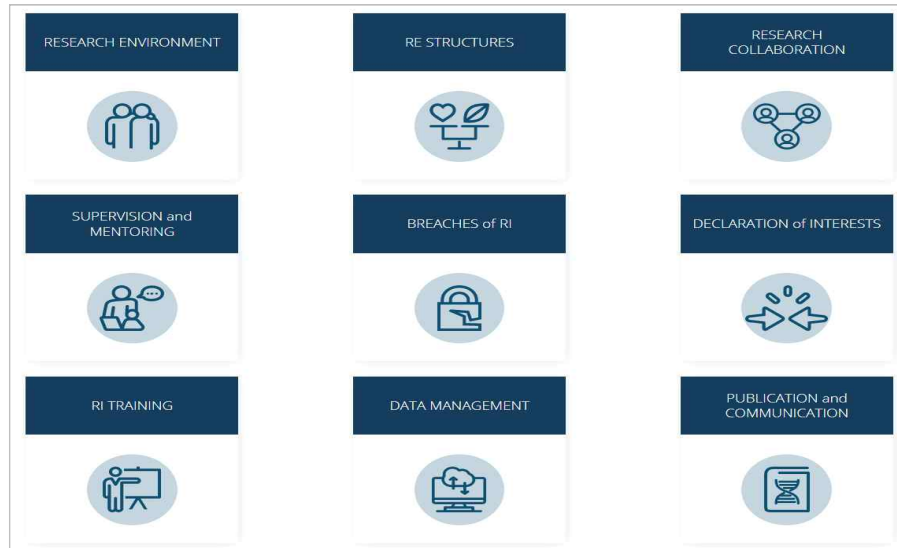 RESEARCH ENVIRONMENT
RE STRUCTURES
RESEARCH
COLLABORATION
SUPERVISION and
MENTORING
BREACHES of RI
DECLARATION of INTERESTS
RI TRAINING
DATA MANAGEMENT
PUBLICATION and
COMMUNICATION